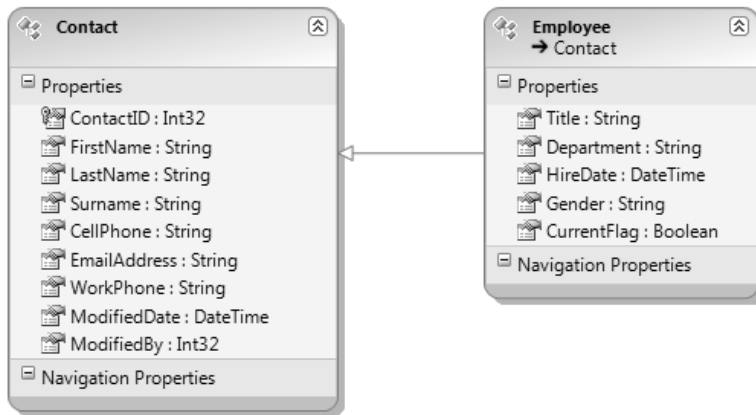 Contact
Properties
ContactID : Int32
FirstName : String
LastName : String
Surname : String
CellPhone : String
EmailAddress : String
WorkPhone : String
ModifiedDate : DateTime
ModifiedBy : Int32
Navigation Properties
Employee
→ Contact
Properties
Title : String
Department : String
HireDate : DateTime
Gender : String
CurrentFlag : Boolean
Navigation Properties